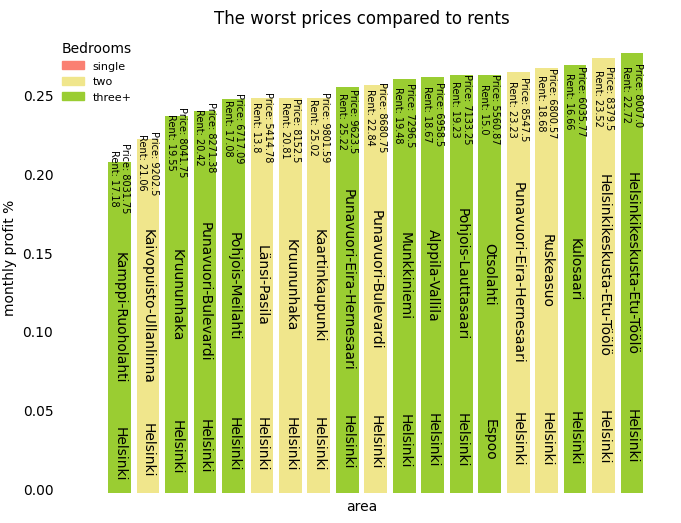 The worst prices compared to rents
Bedrooms
single
two
three+
monthly profit %
0.25
0.20
0.15
0.10
0.05
0.00
Price: 8031.75
Rent: 17.18
Kamppi-Ruoholahti
Helsinki
Price: 9202.5
Rent: 21.06
Kaivopuisto-Ullanlinna
Helsinki
Price: 8041.75
Rent: 19.55
Kruununhaka
Helsinki
Price: 8271.38
Rent: 20.42
Punavuori-Bulevardi
Helsinki
Price: 6717.09
Rent: 17.08
Pohjois-Meilahti
Helsinki
Price: 5414.78
Rent: 13.8
Länsi-Pasila
Helsinki
Price: 8152.5
Rent: 20.81
Kruununhaka
Helsinki
Price: 9801.59
Rent: 25.02
Kaartinkaupunki
Helsinki
Price: 9623.5
Rent: 25.22
Punavuori-Eira-Hernesaari
Helsinki
Price: 8680.75
Rent: 22.84
Punavuori-Bulevardi
Helsinki
Price: 7296.5
Rent: 19.48
Munkkiniemi
Helsinki
Price: 6958.5
Rent: 18.67
Alppila-Vallila
Helsinki
Price: 7133.25
Rent: 19.23
Pohjois-Lauttasaari
Helsinki
Price: 5560.87
Rent: 15.0
Otsolahti
Espoo
Price: 8547.5
Rent: 23.23
Punavuori-Eira-Hernesaari
Helsinki
Price: 6800.57
Rent: 18.68
Ruskeasuo
Helsinki
Price: 6035.77
Rent: 16.66
Kulosaari
Helsinki
Price: 8379.5
Rent: 23.52
Helsinkikeskusta-Etu-Töölö
Helsinki
Price: 8007.0
Rent: 22.72
Helsinkikeskusta-Etu-Töölö
Helsinki
area